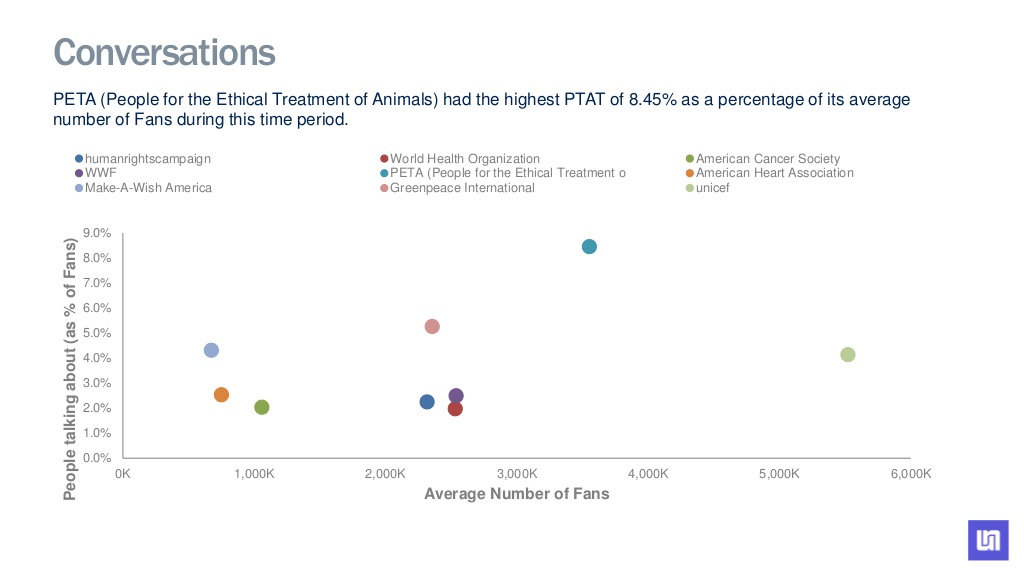 Conversations
PETA (People for the Ethical Treatment of Animals) had the highest PTAT of 8.45% as a percentage of its average
number of Fans during this time period.
humanrightscampaign World Health Organization American Cancer Society
WWF PETA (People for the Ethical Treatment o American Heart Association
Make-A-Wish America Greenpeace International unicef
People talking about (as % of Fans)
9.0%
8.0%
7.0%
6.0%
5.0%
4.0%
3.0%
2.0%
1.0%
0.0%
0K 1,000K 2,000K 3,000K 4,000K 5,000K 6,000K
Average Number of Fans